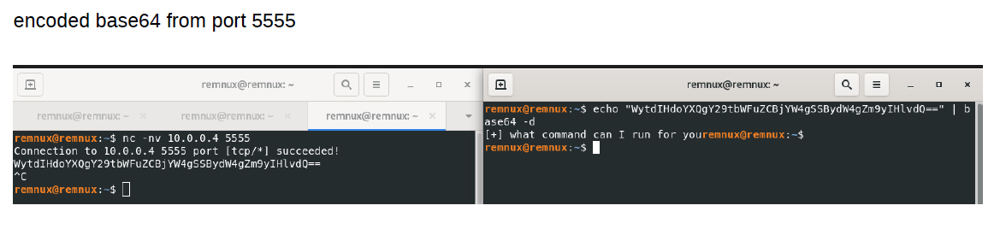 encoded base64 from port 5555
remnux@remnux: ~
remnux@remnux: ~
remnux@remnux: ~
remnux@remnux: ~
remnux@remnux:~$ nc -nv 10.0.0.4 5555
Connection to 10.0.0.4 5555 port [tcp/*] succeeded!
WytdIHdoYXQgY29tbWFuZCBjYW4gSSBydW4gZm9yIHlvdQ==
^C
remnux@remnux:~$
remnux@remnux: ~
remnux@remnux:~$ echo "WytdIHdoYXQgY29tbWFuZCBjYW4gSSBydW4gZm9yIHlvdQ==" | b
ase64 -d
[+] what command can I run for youremnux@remnux:~$
remnux@remnux:~$